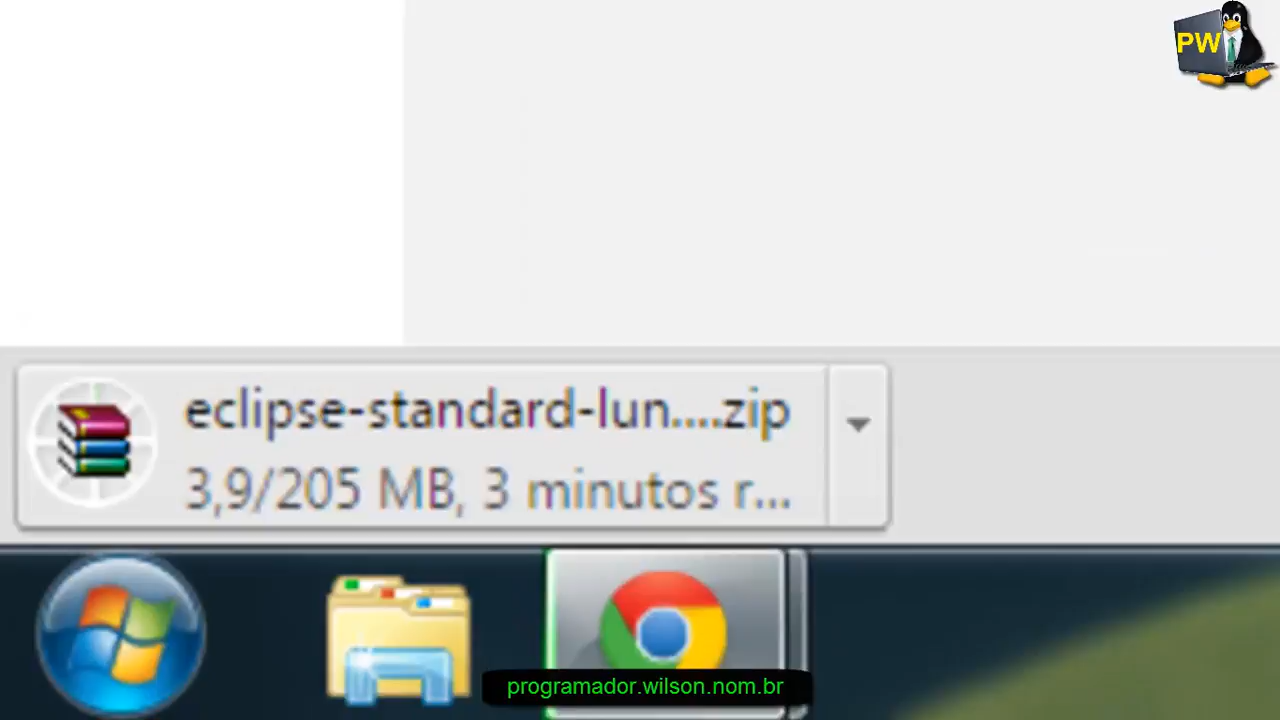 PW
eclipse-standard-lun....zip
3,9/205 MB, 3 minutos r...
programador.wilson.nom.br